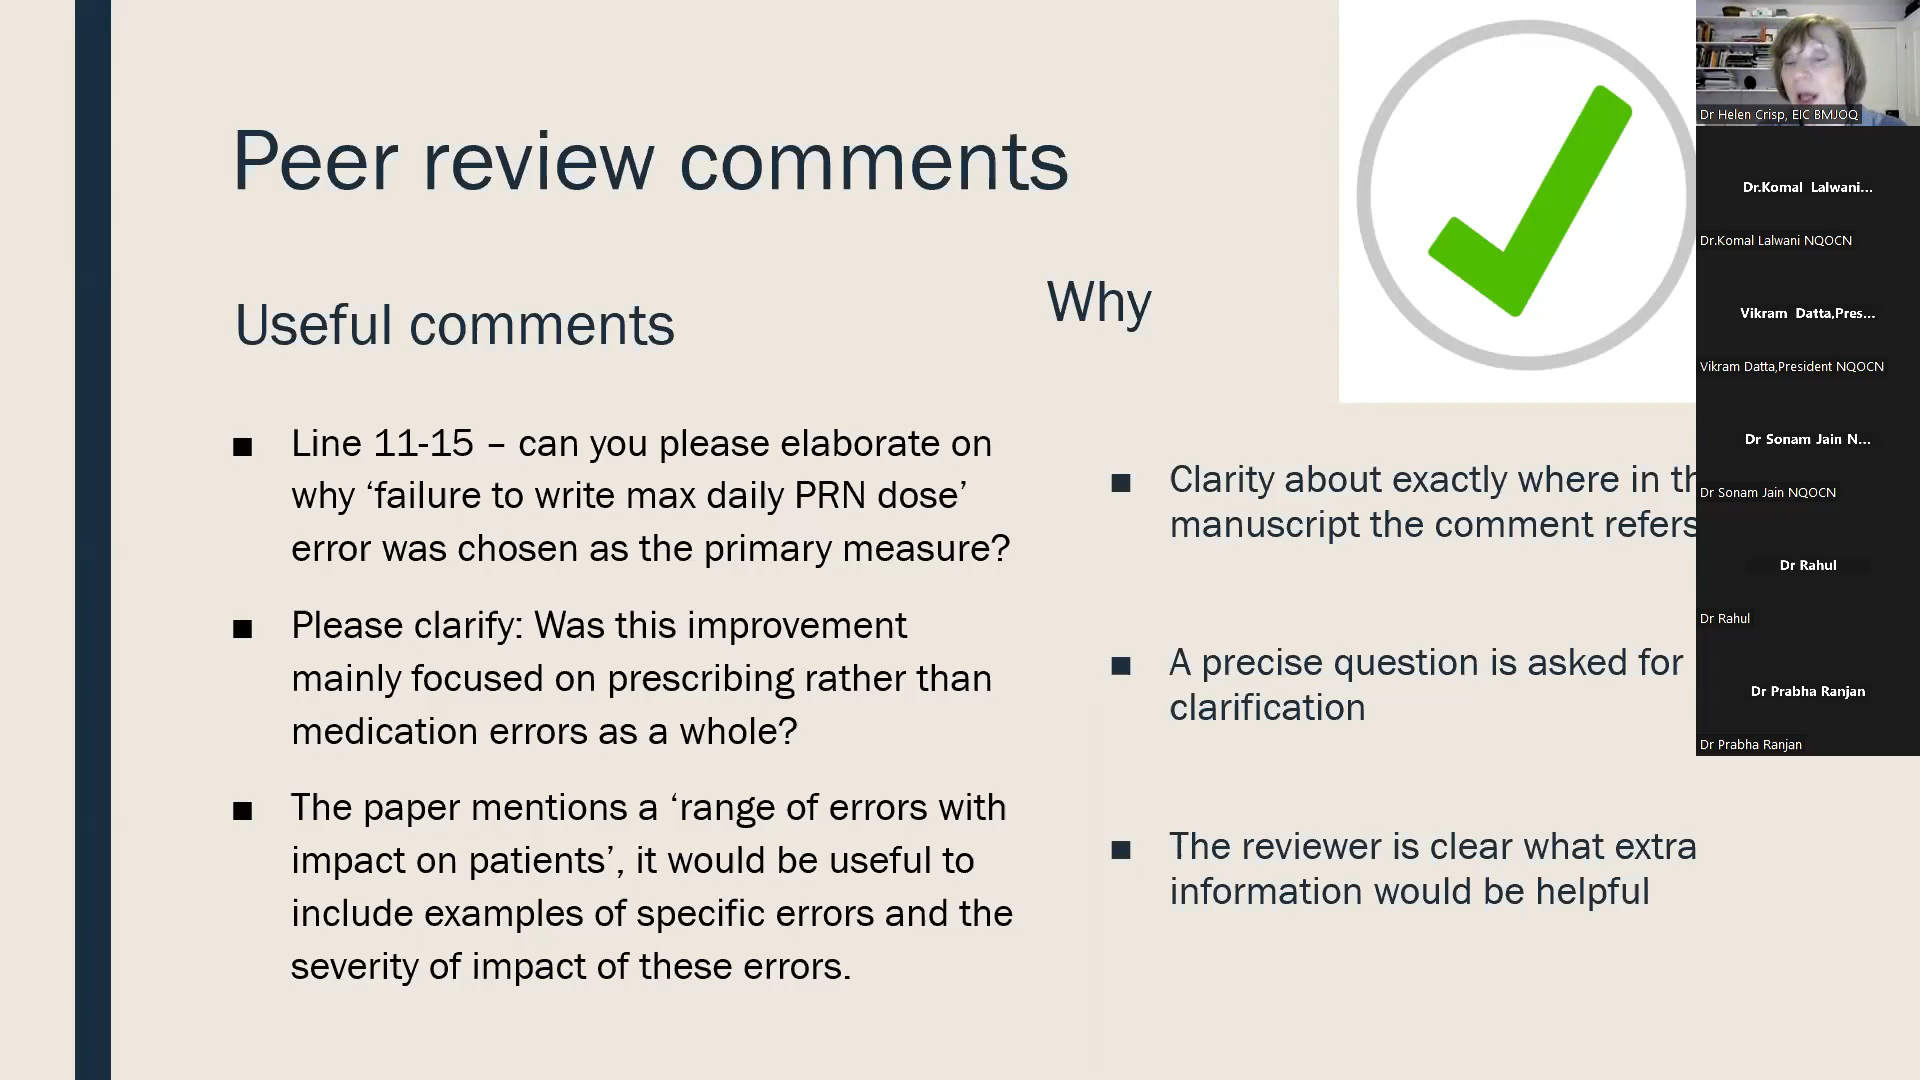 Peer review comments
Useful comments
Line 11-15 – can you please elaborate on
why ‘failure to write max daily PRN dose’
error was chosen as the primary measure?
Please clarify: Was this improvement
mainly focused on prescribing rather than
medication errors as a whole?
The paper mentions a ‘range of errors with
impact on patients’, it would be useful to
include examples of specific errors and the
severity of impact of these errors.
Why
Clarity about exactly where in
manuscript the comment refers
A precise question is asked for
clarification
The reviewer is clear what extra
information would be helpful
Dr Helen Crisp, EIC BMJOQ
Dr.Komal Lalwani...
Dr.Komal Lalwani NQOCN
Vikram Datta,Pres...
Vikram Datta,President NQOCN
Dr Sonam Jain N...
Dr Sonam Jain NQOCN
Dr Rahul
Dr Rahul
Dr Prabha Ranjan
Dr Prabha Ranjan